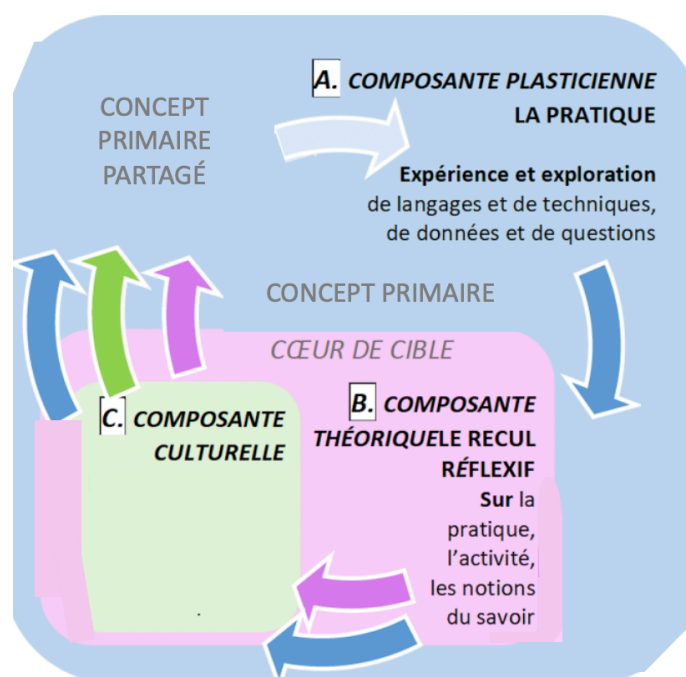 CONCEPT
PRIMAIRE
PARTAGÉ
A. COMPOSANTE PLASTICIENNE
LA PRATIQUE
Expérience et exploration
de langages et de techniques,
de données et de questions
CONCEPT PRIMAIRE
CŒUR DE CIBLE
C. COMPOSANTE
CULTURELLE
.
B. COMPOSANTE
THÉORIQUELE RECUL
RÉFLEXIF
Sur la
pratique,
l'activité,
les notions
du savoir